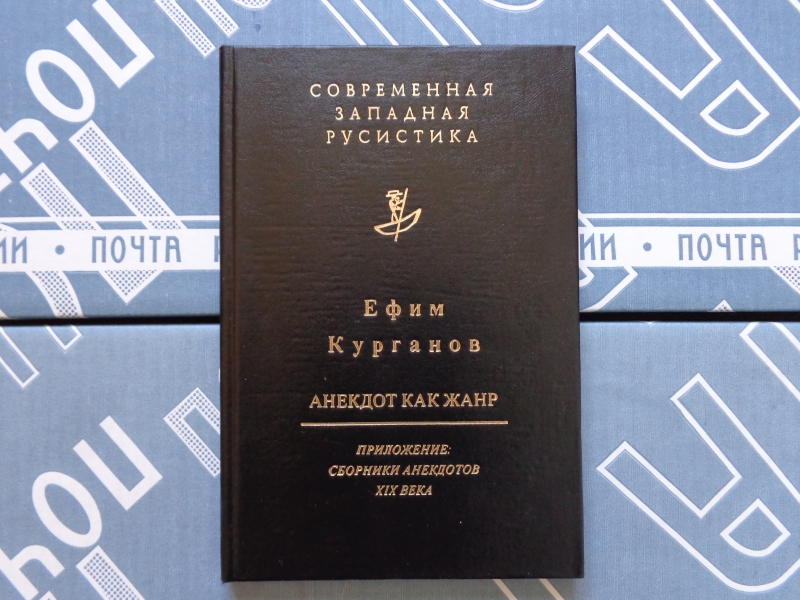 СОВРЕМЕННАЯ
ЗАПАДНАЯ
РУСИСТИКА
Ефим
Курганов
АНЕКДОТ КАК ЖАНР
ПРИЛОЖЕНИЕ:
СБОРНИКИ АНЕКДОТОВ
XIX ВЕКА
ИИ • ПОЧТА Р
ИИ • ПОЧТА Р